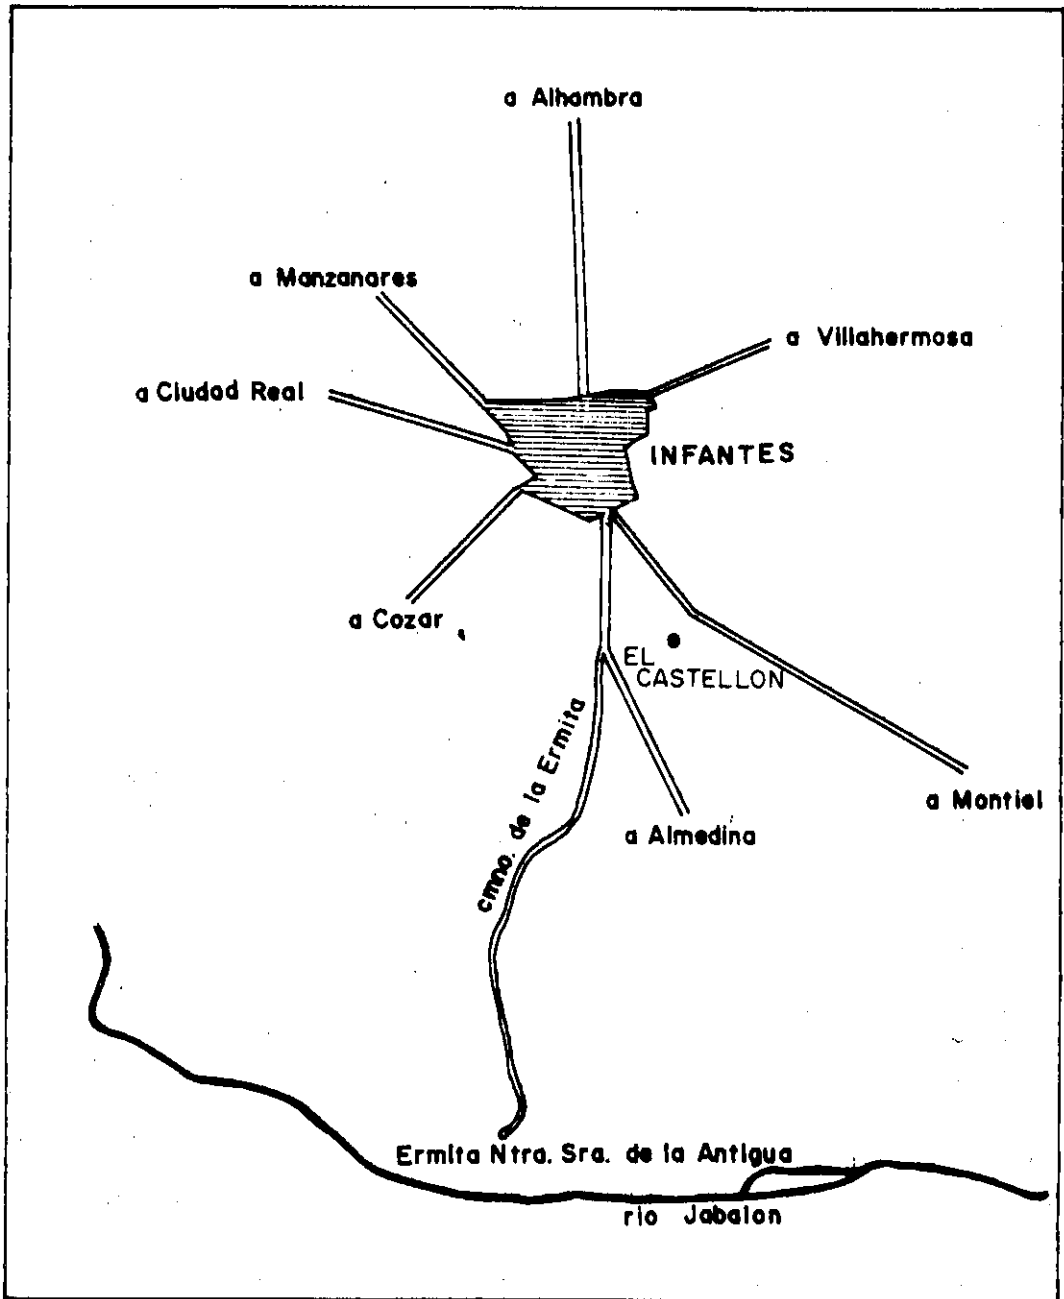 a Alhambra
a Manzanares
a Villahermosa
a Ciudad Real
INFANTES
a Cozar
EL
CASTELLON
cmno. de la Ermita
a Montiel
a Almedina
Ermita Ntra. Sra. de la Antigua
rio Jabalon